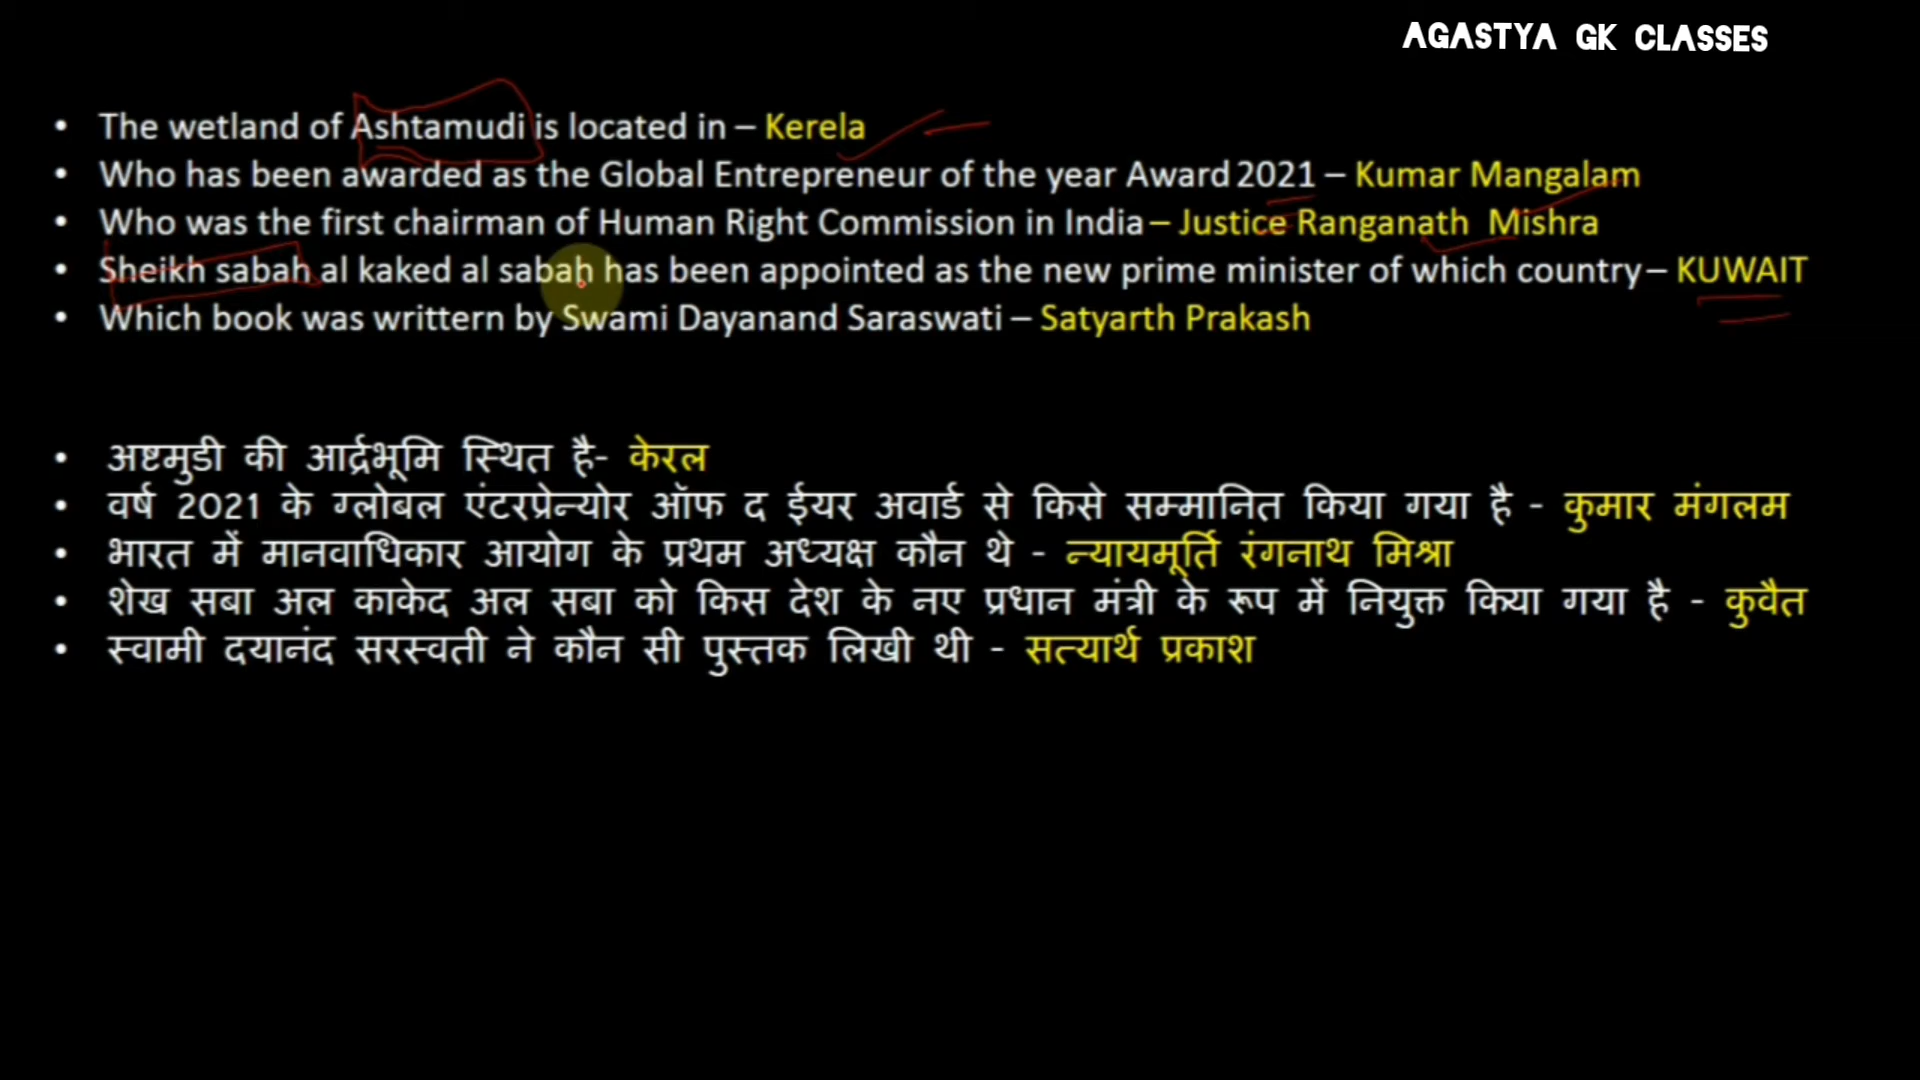 AGASTYA GK CLASSES
• The wetland of Ashtamudi is located in – Kerela
• Who has been awarded as the Global Entrepreneur of the year Award 2021 – Kumar Mangalam
• Who was the first chairman of Human Right Commission in India – Justice Ranganath Mishra
• Sheikh sabah al kaked al sabah has been appointed as the new prime minister of which country – KUWAIT
• Which book was writtern by Swami Dayanand Saraswati – Satyarth Prakash
• अष्टमुडी की आर्द्रभूमि स्थित है- केरल
• वर्ष 2021 के ग्लोबल एंटरप्रेन्योर ऑफ द ईयर अवार्ड से किसे सम्मानित किया गया है - कुमार मंगलम
• भारत में मानवाधिकार आयोग के प्रथम अध्यक्ष कौन थे - न्यायमूर्ति रंगनाथ मिश्रा
• शेख सबा अल काकेद अल सबा को किस देश के नए प्रधान मंत्री के रूप में नियुक्त किया गया है - कुवैत
• स्वामी दयानंद सरस्वती ने कौन सी पुस्तक लिखी थी - सत्यार्थ प्रकाश